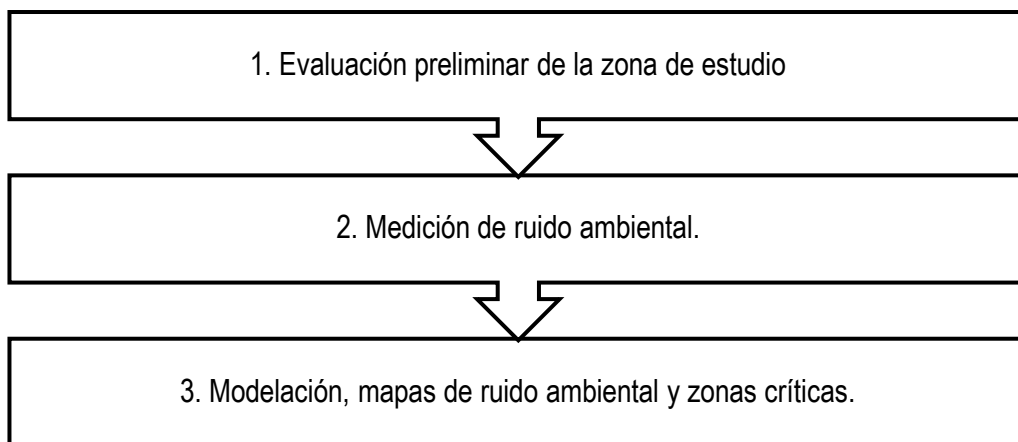 1. Evaluación preliminar de la zona de estudio
2. Medición de ruido ambiental.
3. Modelación, mapas de ruido ambiental y zonas críticas.